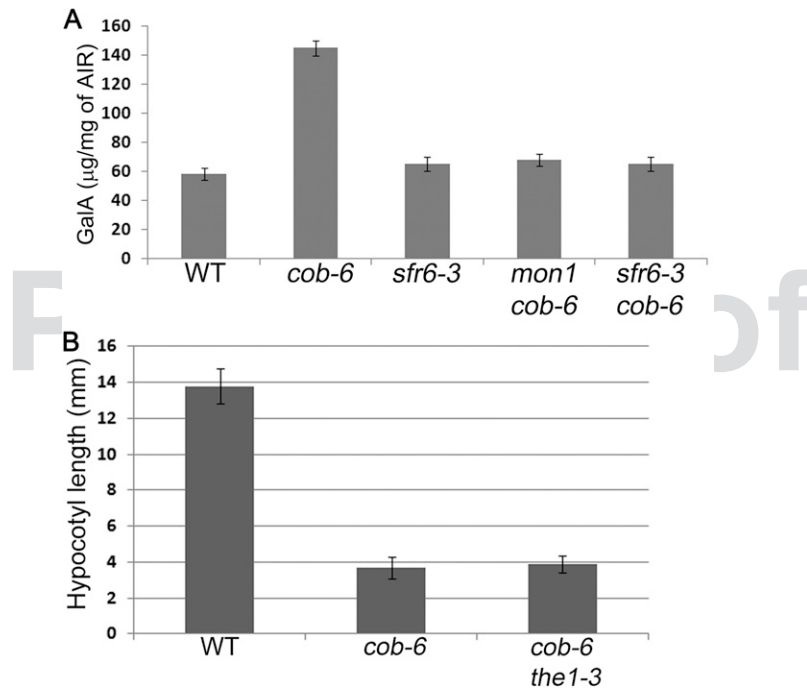 A
GalA (µg/mg of AIR)
160
140
120
100
80
60
40
20
0
WT
cob-6
sfr6-3
mon1
cob-6
sfr6-3
cob-6
P
of
B
Hypocotyl length (mm)
16
14
12
10
8
6
4
2
0
WT
cob-6
cob-6
the1-3